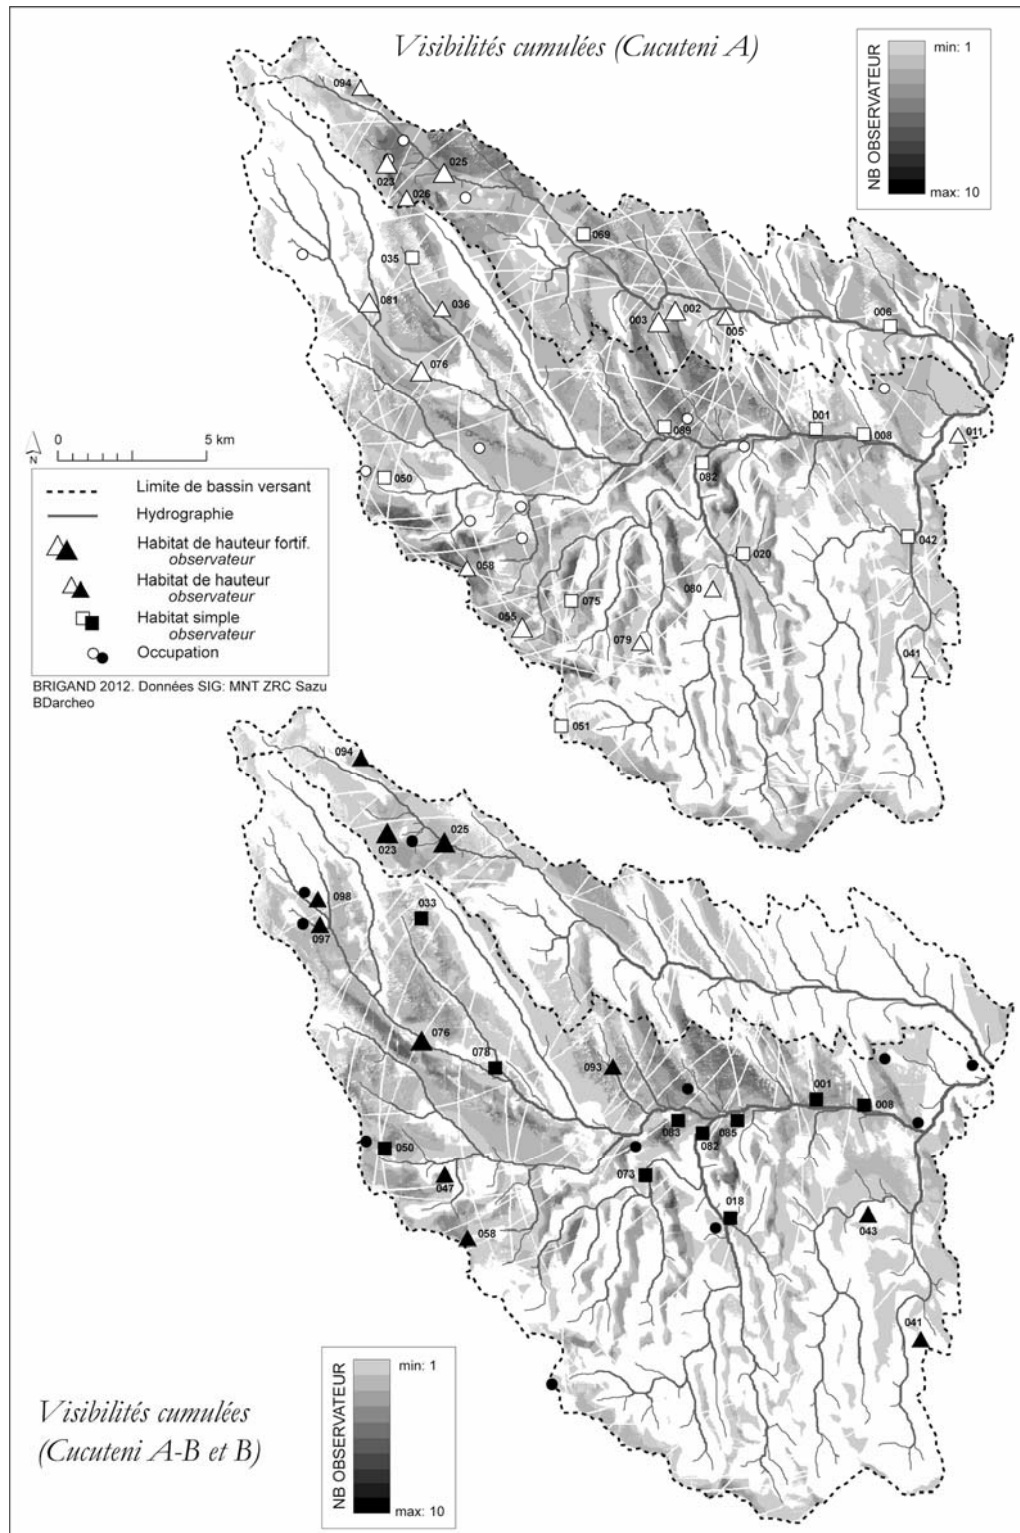 Visibilités cumulées (Cucuteni A)
NB OBSERVATEUR
min: 1
max: 10
094
023
025
026
069
035
081
036
003
002
005
006
076
089
001
008
011
050
082
042
058
020
075
080
055
079
041
051
N
0 5 km
Limite de bassin versant
Hydrographie
Habitat de hauteur fortif.
observateur
Habitat de hauteur
observateur
Habitat simple
observateur
Occupation
BRIGAND 2012. Données SIG: MNT ZRC Sazu
BDarcheo
094
023
025
098
033
097
076
078
093
001
008
083
085
082
050
073
047
018
043
058
041
NB OBSERVATEUR
min: 1
max: 10
Visibilités cumulées
(Cucuteni A-B et B)